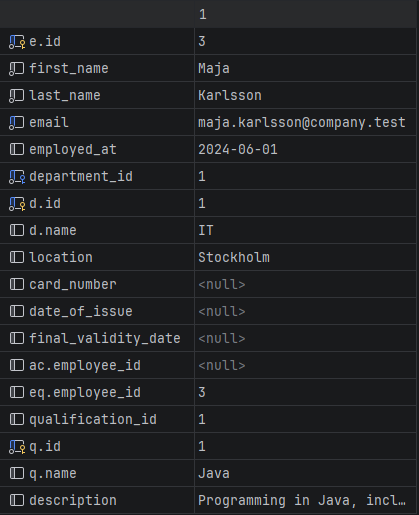 1
e.id 3
first_name Maja
last_name Karlsson
email maja.karlsson@company.test
employed_at 2024-06-01
department_id 1
d.id 1
d.name IT
location Stockholm
card_number <null>
date_of_issue <null>
final_validity_date <null>
ac.employee_id <null>
eq.employee_id 3
qualification_id 1
q.id 1
q.name Java
description Programming in Java, incl…